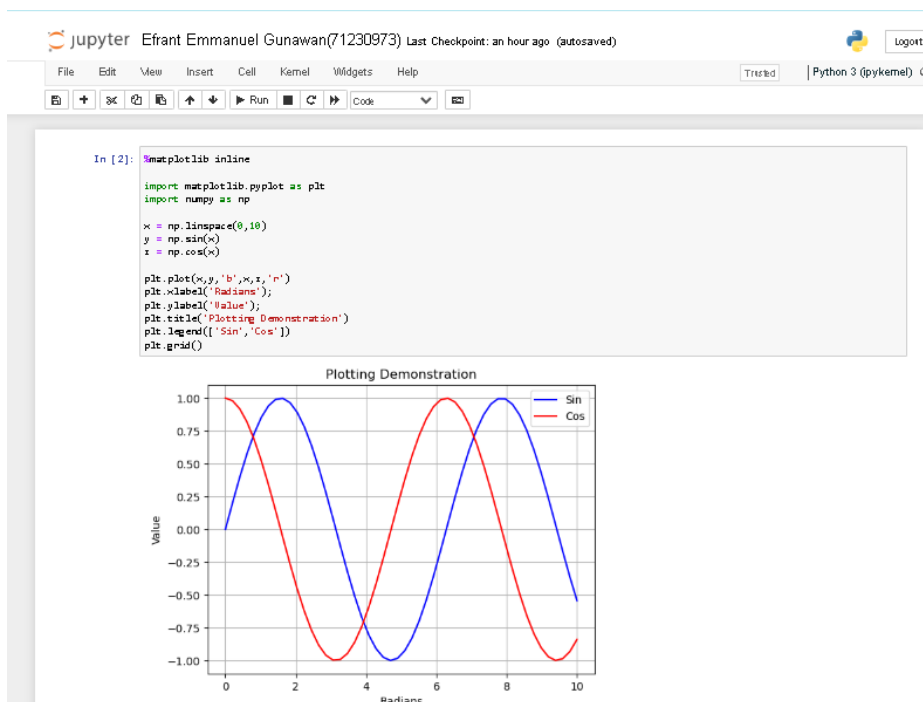 jupyter Efrant Emmanuel Gunawan(71230973) Last Checkpoint: an hour ago (autosaved)
Logout
File Edit View Insert Cell Kernel Widgets Help
Trusted
Python 3 (ipykernel)
Run
Code
In [2]: %matplotlib inline
import matplotlib.pyplot as plt
import numpy as np
x = np.linspace(0,10)
y = np.sin(x)
z = np.cos(x)
plt.plot(x,y,'b',x,z,'r')
plt.xlabel('Radians');
plt.ylabel('Value');
plt.title('Plotting Demonstration')
plt.legend(['Sin','Cos'])
plt.grid()
Plotting Demonstration
Sin
Cos
1.00
0.75
0.50
0.25
0.00
−0.25
−0.50
−0.75
−1.00
Value
0 2 4 6 8 10
Radians